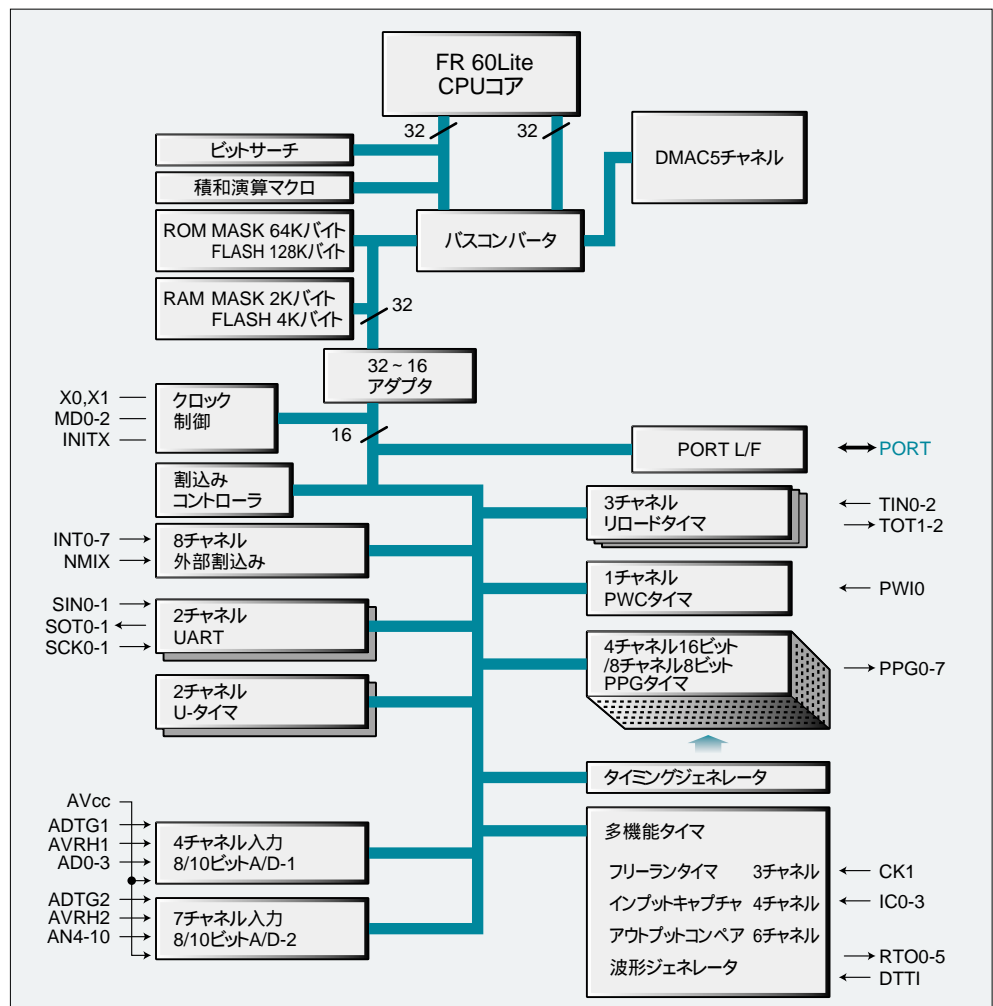 FR 60Lite
CPUコア
32
32
ビットサーチ
DMAC5チャネル
積和演算マクロ
ROM MASK 64Kバイト
FLASH 128Kバイト
バスコンバータ
RAM MASK 2Kバイト
FLASH 4Kバイト
32
32 ~ 16
アダプタ
X0,X1
MD0-2
INITX
クロック
制御
16
PORT L/F
PORT
割込み
コントローラ
3チャネル
リロードタイマ
TIN0-2
TOT1-2
INT0-7
NMIX
8チャネル
外部割込み
1チャネル
PWCタイマ
PWI0
SIN0-1
SOT0-1
SCK0-1
2チャネル
UART
4チャネル16ビット
/8チャネル8ビット
PPGタイマ
PPG0-7
2チャネル
U-タイマ
タイミングジェネレータ
AVcc
ADTG1
AVRH1
AD0-3
4チャネル入力
8/10ビットA/D-1
多機能タイマ
フリーランタイマ 3チャネル
CK1
インプットキャプチャ 4チャネル
IC0-3
アウトプットコンペア 6チャネル
波形ジェネレータ
RTO0-5
DTTI
ADTG2
AVRH2
AN4-10
7チャネル入力
8/10ビットA/D-2